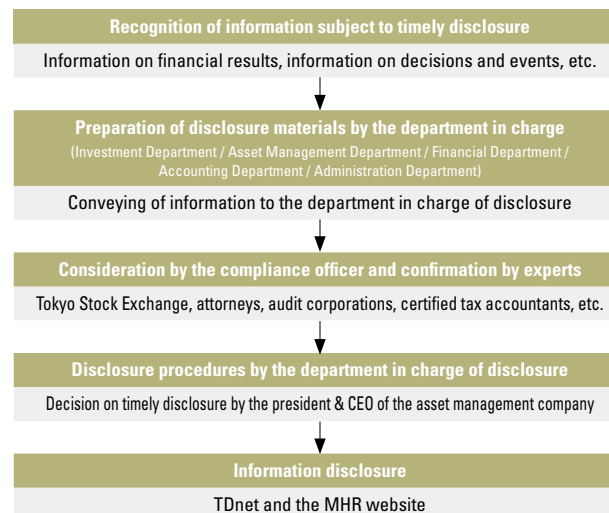 Recognition of information subject to timely disclosure
Information on financial results, information on decisions and events, etc.
Preparation of disclosure materials by the department in charge
(Investment Department / Asset Management Department / Financial Department /
Accounting Department / Administration Department)
Conveying of information to the department in charge of disclosure
Consideration by the compliance officer and confirmation by experts
Tokyo Stock Exchange, attorneys, audit corporations, certified tax accountants, etc.
Disclosure procedures by the department in charge of disclosure
Decision on timely disclosure by the president & CEO of the asset management company
Information disclosure
TDnet and the MHR website